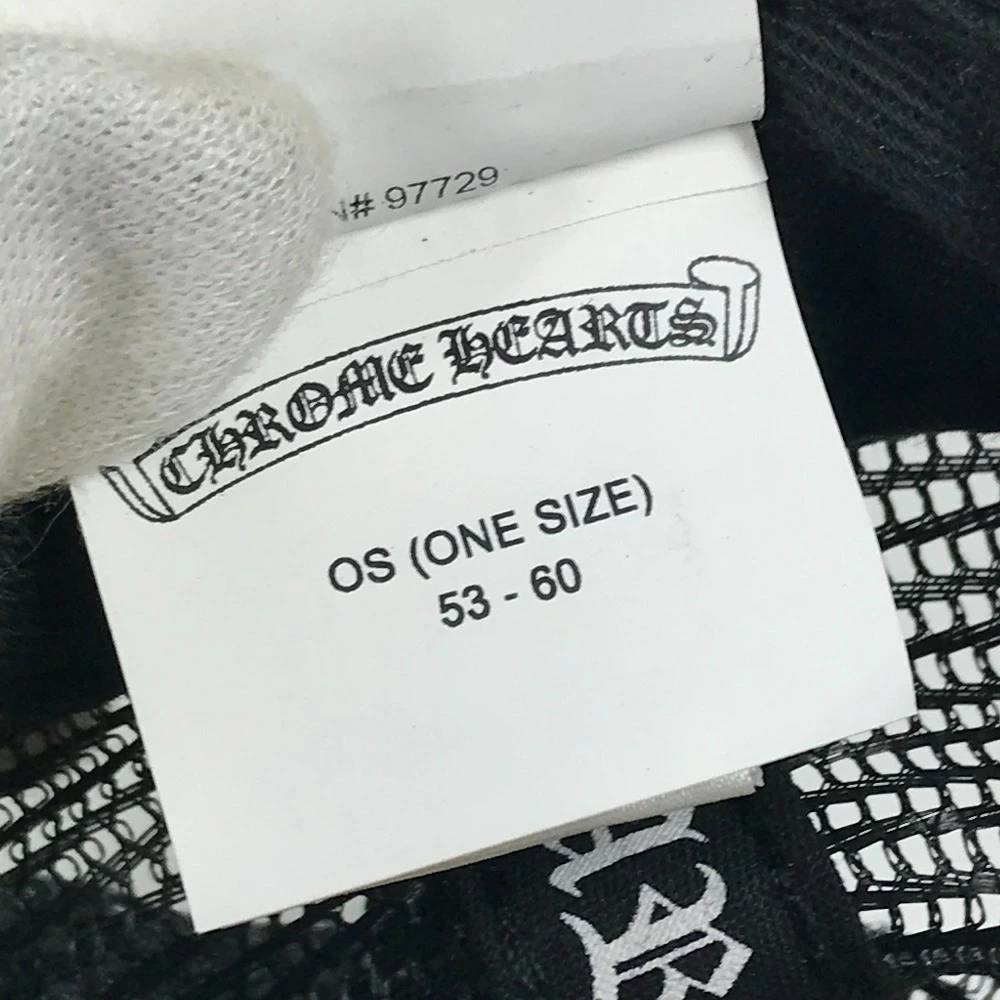 # 97729
CHROME HEARTS
OS (ONE SIZE)
53 - 60